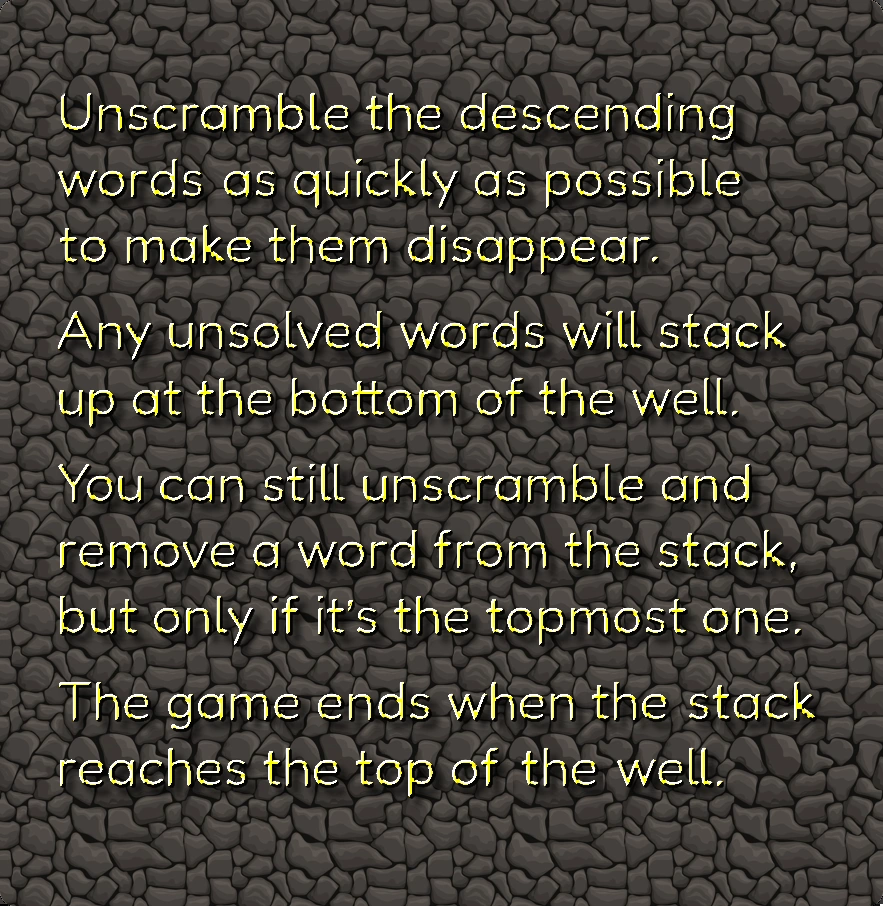 Unscramble the descending
words as quickly as possible
to make them disappear.
Any unsolved words will stack
up at the bottom of the well.
You can still unscramble and
remove a word from the stack,
but only if it's the topmost one.
The game ends when the stack
reaches the top of the well.